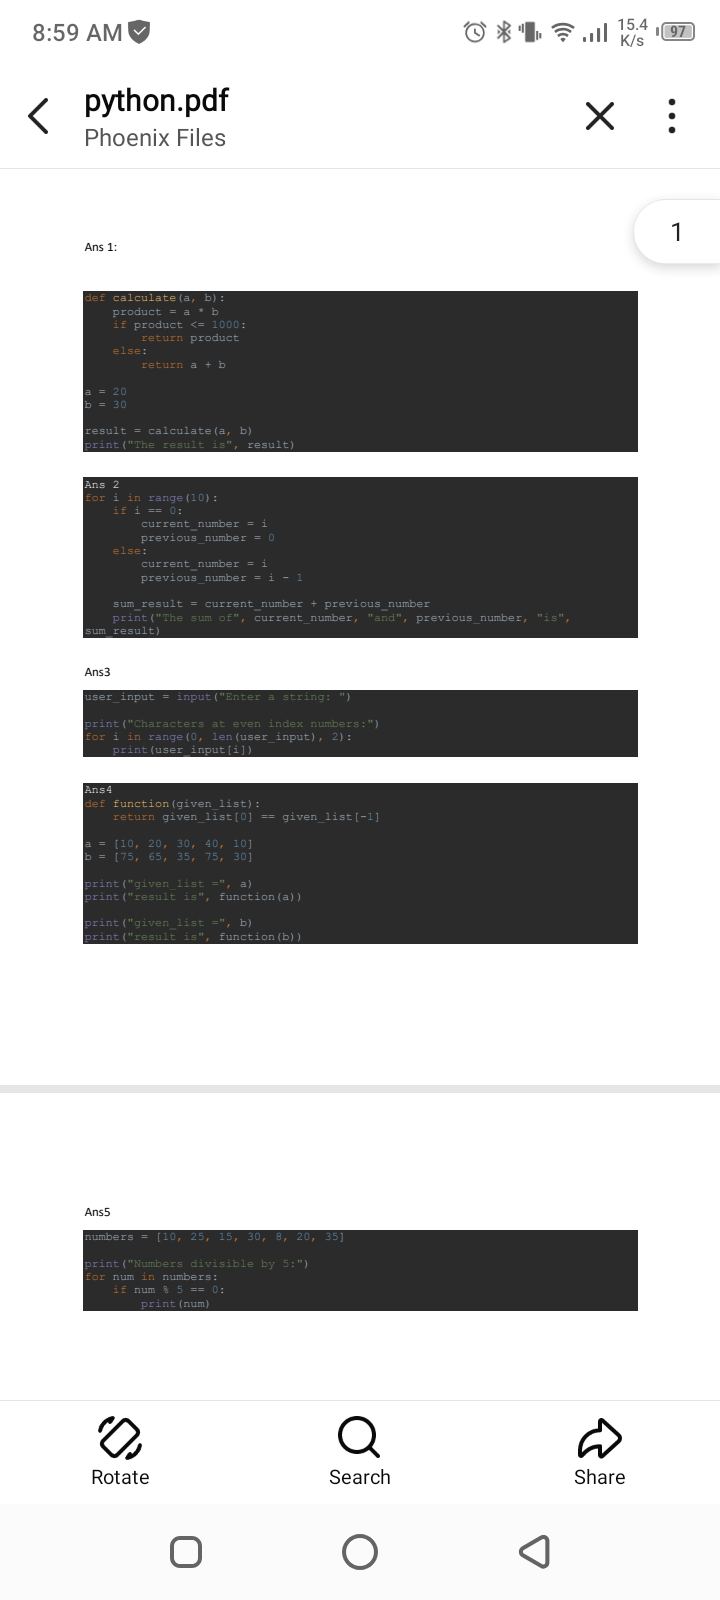 8:59 AM
15.4
K/s
97
python.pdf
Phoenix Files
1
Ans 1:
def calculate(a, b):
    product = a * b
    if product <= 1000:
        return product
    else:
        return a + b
a = 20
b = 30
result = calculate(a, b)
print("The result is", result)
Ans 2
for i in range(10):
    if i == 0:
        current_number = i
        previous_number = 0
    else:
        current_number = i
        previous_number = i - 1
    sum_result = current_number + previous_number
    print("The sum of", current_number, "and", previous_number, "is",
sum_result)
Ans3
user_input = input("Enter a string: ")
print("Characters at even index numbers:")
for i in range(0, len(user_input), 2):
    print(user_input[i])
Ans4
def function(given_list):
    return given_list[0] == given_list[-1]
a = [10, 20, 30, 40, 10]
b = [75, 65, 35, 75, 30]
print("given_list =", a)
print("result is", function(a))
print("given_list =", b)
print("result is", function(b))
Ans5
numbers = [10, 25, 15, 30, 8, 20, 35]
print("Numbers divisible by 5:")
for num in numbers:
    if num % 5 == 0:
        print(num)
Rotate
Search
Share